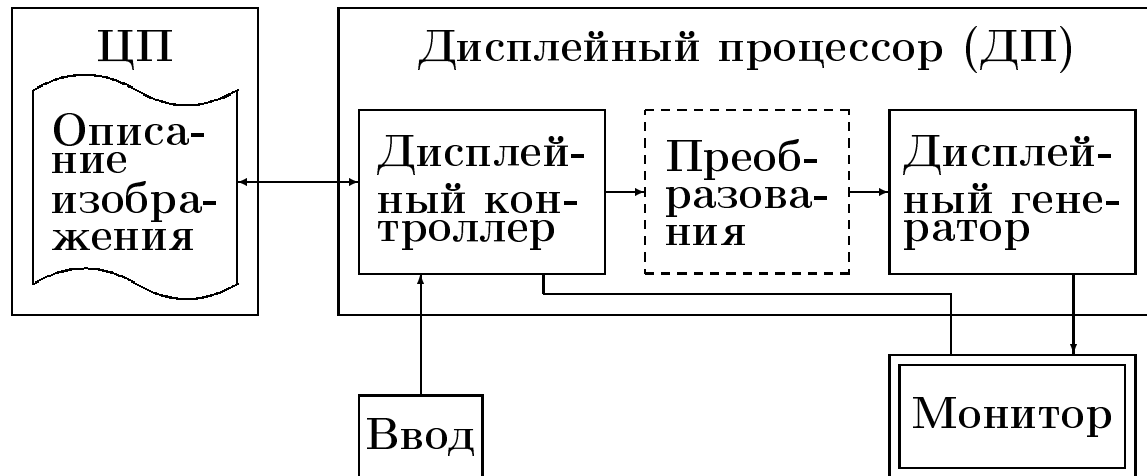 ЦП
Описа-
ние
изобра-
жения
Дисплейный процессор (ДП)
Дисплей-
ный кон-
троллер
Преоб-
разова-
ния
Дисплей-
ный гене-
ратор
Ввод
Монитор